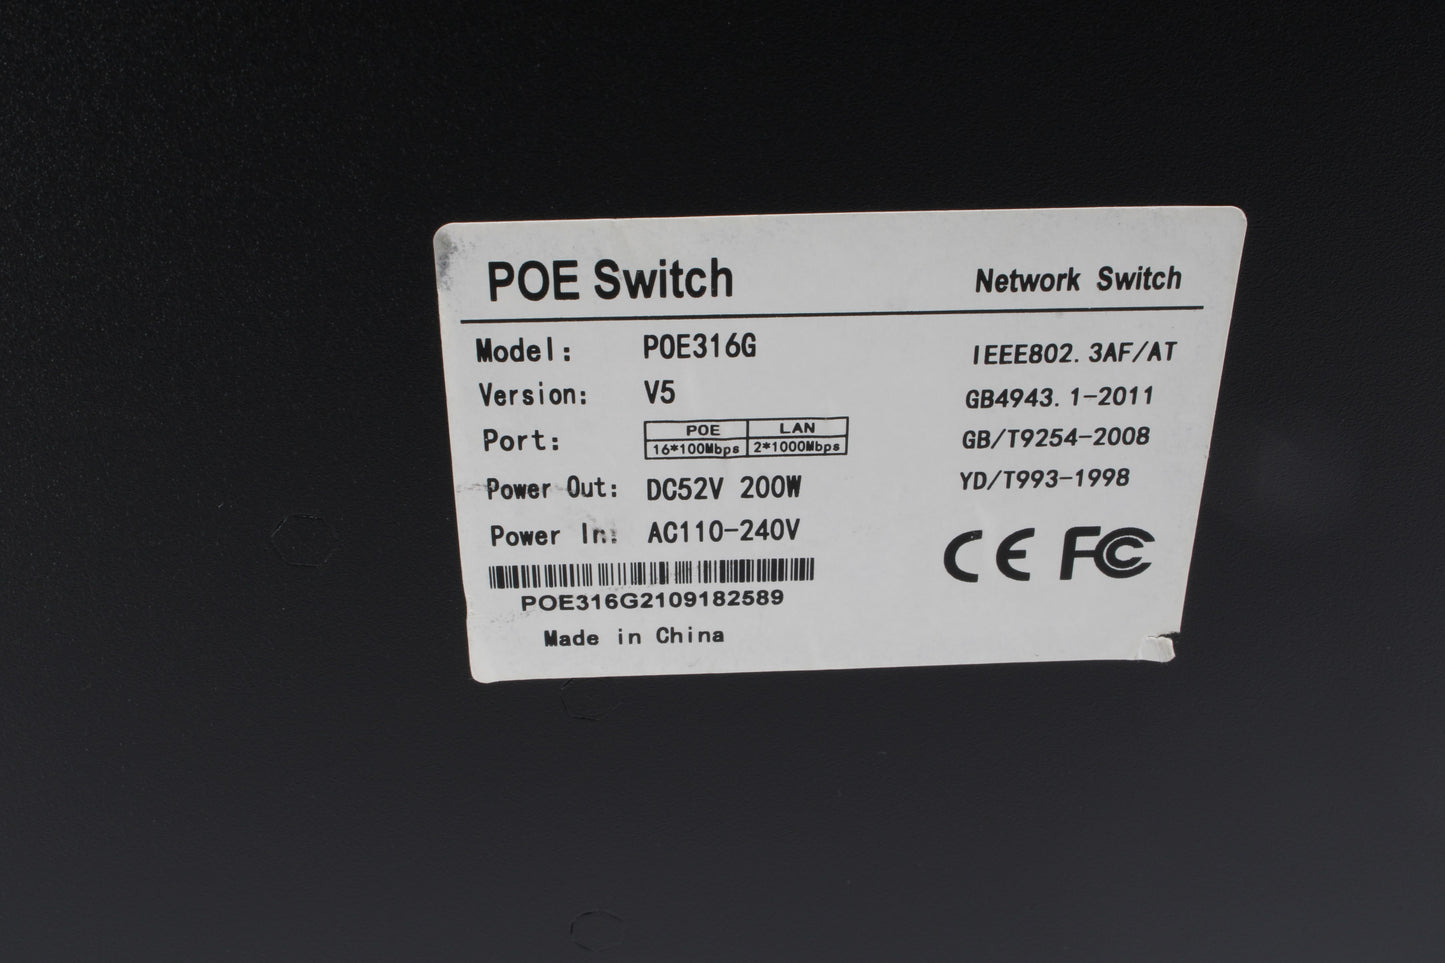 POE Switch Network Switch
Model: POE316G IEEE802.3AF/AT
Version: V5 GB4943.1-2011
Port: POE LAN GB/T9254-2008
16*100Mbps 2*1000Mbps
Power Out: DC52V 200W YD/T993-1998
Power In: AC110-240V
CE FC
POE316G2109182589
Made in China